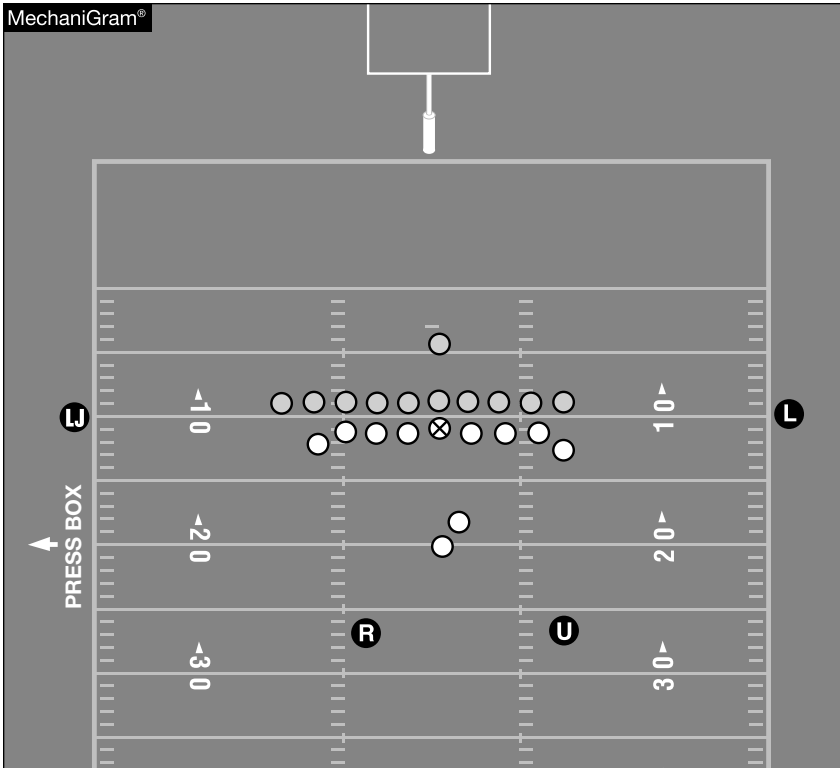 MechaniGram®
◄10
10►
LJ
L
PRESS BOX
◄20
20►
R
U
◄30
30►